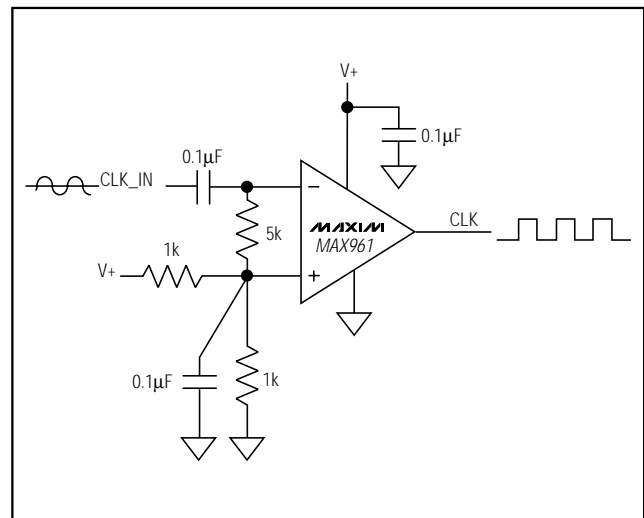 V+
0.1µF
0.1µF
CLK_IN
–
MAXIM
MAX961
CLK
5k
1k
V+
+
0.1µF
1k